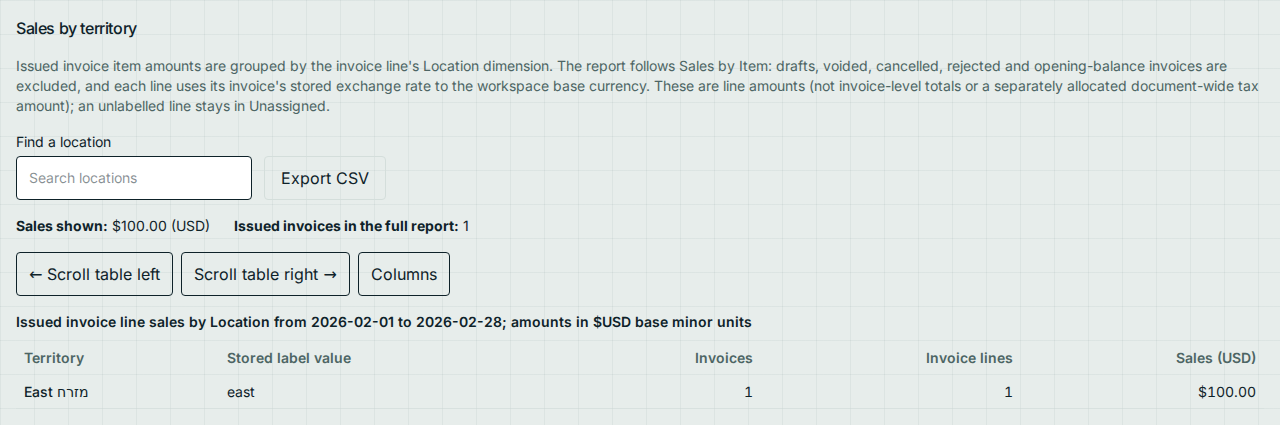 Sales by territory
Issued invoice item amounts are grouped by the invoice line's Location dimension. The report follows Sales by Item: drafts, voided, cancelled, rejected and opening-balance invoices are
excluded, and each line uses its invoice's stored exchange rate to the workspace base currency. These are line amounts (not invoice-level totals or a separately allocated document-wide tax
amount); an unlabelled line stays in Unassigned.
Find a location
Search locations
Export CSV
Sales shown: $100.00 (USD) Issued invoices in the full report: 1
← Scroll table left Scroll table right → Columns
Issued invoice line sales by Location from 2026-02-01 to 2026-02-28; amounts in $USD base minor units
Territory Stored label value Invoices Invoice lines Sales (USD)
East מזרח east 1 1 $100.00